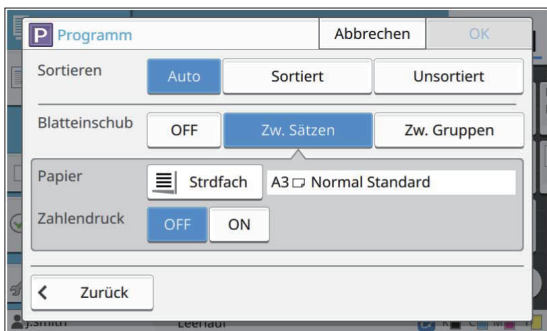 P Programm Abbrechen OK
Sortieren Auto Sortiert Unsortiert
Blatteinschub OFF Zw. Sätzen Zw. Gruppen
Papier Strdfach A3 Normal Standard
Zahlendruck OFF ON
Zurück
j.smith Leerlauf K C M Y